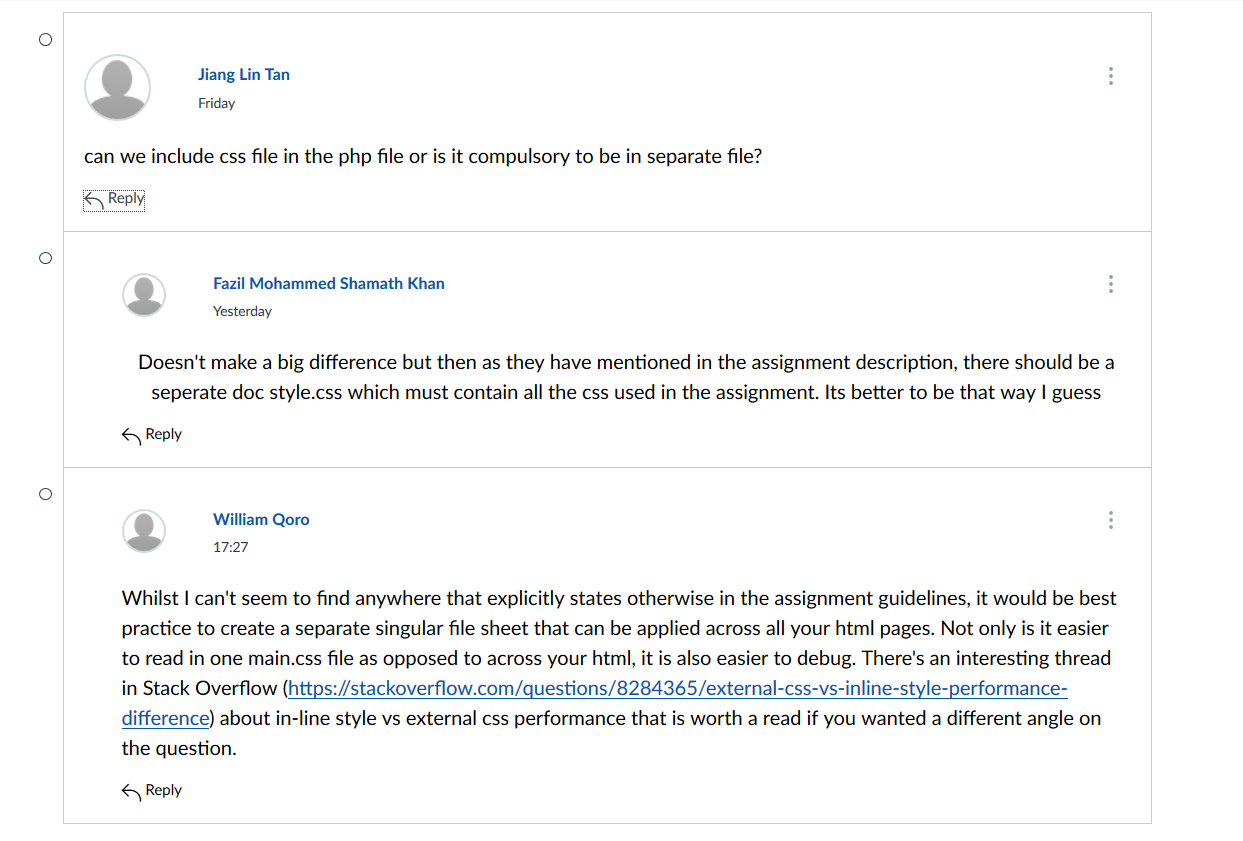 Jiang Lin Tan
Friday
can we include css file in the php file or is it compulsory to be in separate file?
Reply
Fazil Mohammed Shamath Khan
Yesterday
Doesn't make a big difference but then as they have mentioned in the assignment description, there should be a
seperate doc style.css which must contain all the css used in the assignment. Its better to be that way I guess
Reply
William Qoro
17:27
Whilst I can't seem to find anywhere that explicitly states otherwise in the assignment guidelines, it would be best
practice to create a separate singular file sheet that can be applied across all your html pages. Not only is it easier
to read in one main.css file as opposed to across your html, it is also easier to debug. There's an interesting thread
in Stack Overflow (https://stackoverflow.com/questions/8284365/external-css-vs-inline-style-performance-
difference) about in-line style vs external css performance that is worth a read if you wanted a different angle on
the question.
Reply